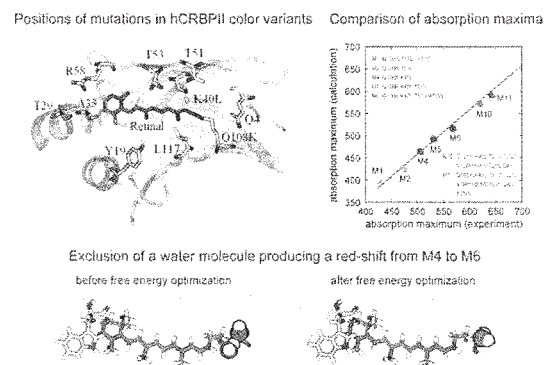 Positions of mutations in hCRBPII color variants
T53
T51
R58
T29
A33
K40L
Q4
Retinal
Q108K
Y19
L117
Comparison of absorption maxima
absorption maximum (calculation)
700
650
600
550
500
450
400
350
M1
M2
M4
M5
M6
M10
M11
400 450 500 550 600 650 700
absorption maximum (experiment)
Exclusion of a water molecule producing a red-shift from M4 to M6
before free energy optimization
after free energy optimization